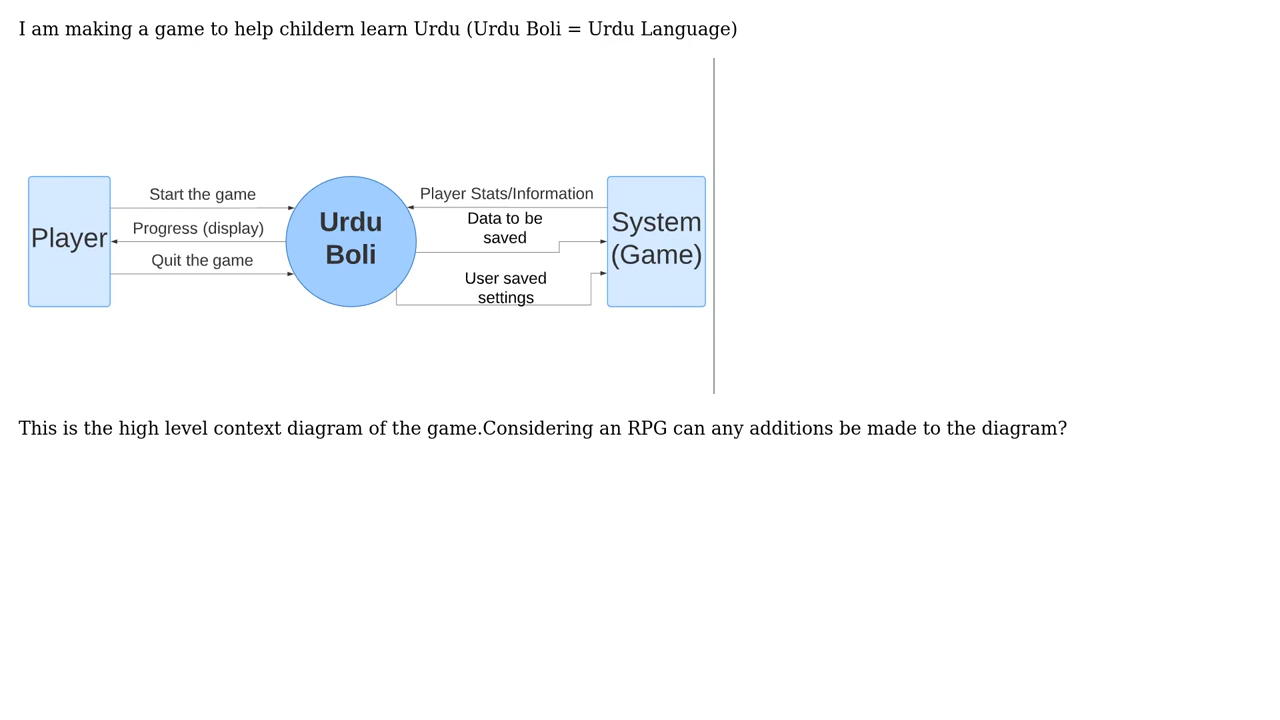 I am making a game to help childern learn Urdu (Urdu Boli = Urdu Language)
Player
Start the game
Progress (display)
Quit the game
Urdu
Boli
Player Stats/Information
Data to be
saved
User saved
settings
System
(Game)
This is the high level context diagram of the game.Considering an RPG can any additions be made to the diagram?